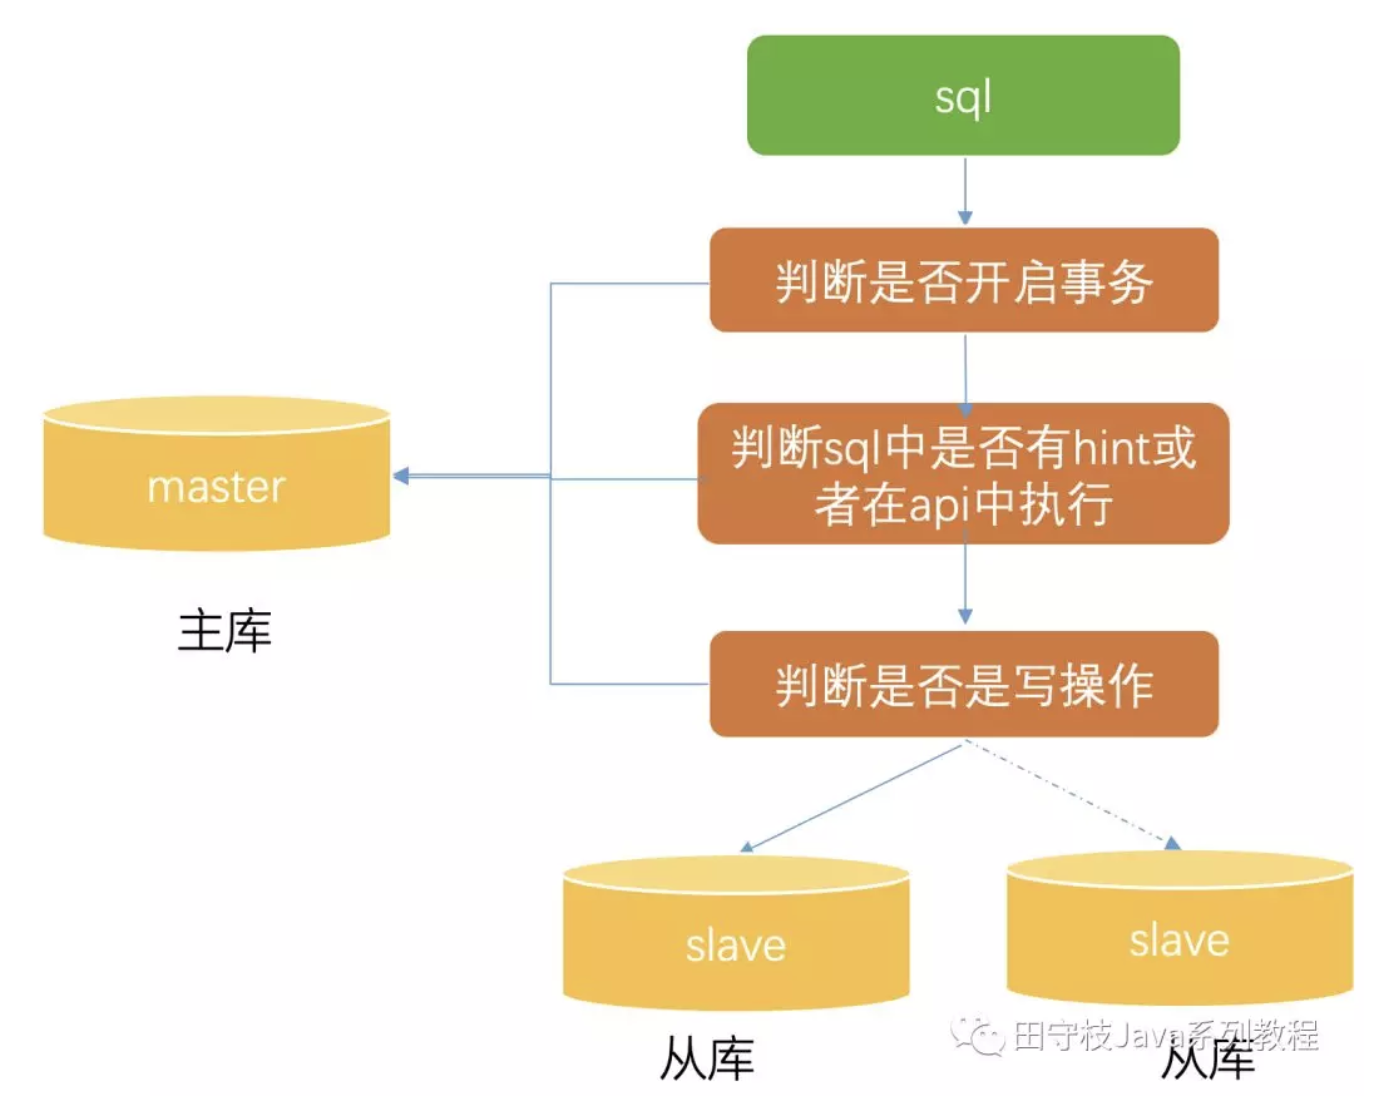 sql
判断是否开启事务
判断sql中是否有hint或
者在api中执行
master
主库
判断是否是写操作
slave
slave
田守枝Java系列教程
从库
从库